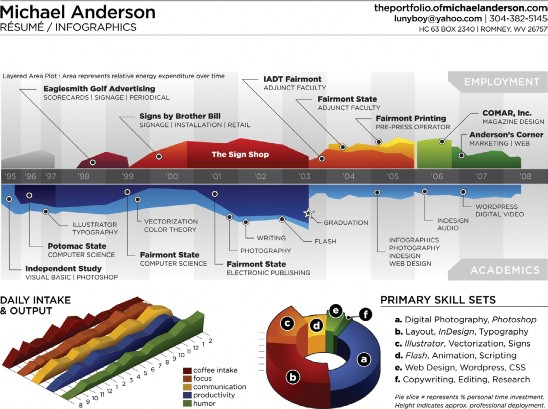 Michael Anderson
RÉSUMÉ / INFOGRAPHICS
theportfolio.ofmichaelanderson.com
lunyboy@yahoo.com | 304-382-5145
HC 63 BOX 2340 | ROMNEY, WV 26757
Layered Area Plot : Area represents relative energy expenditure over time
EMPLOYMENT
Eaglesmith Golf Advertising
SCORECARDS | SIGNAGE | PERIODICAL
Signs by Brother Bill
SIGNAGE | INSTALLATION | RETAIL
The Sign Shop
IADT Fairmont
ADJUNCT FACULTY
Fairmont State
ADJUNCT FACULTY
Fairmont Printing
PRE-PRESS OPERATOR
COMAR, Inc.
MAGAZINE DESIGN
Anderson's Corner
MARKETING | WEB
'95 '96 '97 '98 '99 '00 '01 '02 '03 '04 '05 '06 '07 '08
ILLUSTRATOR
TYPOGRAPHY
Potomac State
COMPUTER SCIENCE
Independent Study
VISUAL BASIC | PHOTOSHOP
VECTORIZATION
COLOR THEORY
Fairmont State
COMPUTER SCIENCE
WRITING
PHOTOGRAPHY
Fairmont State
ELECTRONIC PUBLISHING
GRADUATION
FLASH
INFOGRAPHICS
PHOTOGRAPHY
INDESIGN
WEB DESIGN
INDESIGN
AUDIO
WORDPRESS
DIGITAL VIDEO
ACADEMICS
DAILY INTAKE
& OUTPUT
8 9 10 11 12 1 2 3 4 5 6 7 8 9 10 11 12 1 2
coffee intake
focus
communication
productivity
humor
a
b
c
d
e
f
PRIMARY SKILL SETS
a. Digital Photography, Photoshop
b. Layout, InDesign, Typography
c. Illustrator, Vectorization, Signs
d. Flash, Animation, Scripting
e. Web Design, Wordpress, CSS
f. Copywriting, Editing, Research
Pie slice = represents % personal time investment.
Height indicates approx. professional deployment.